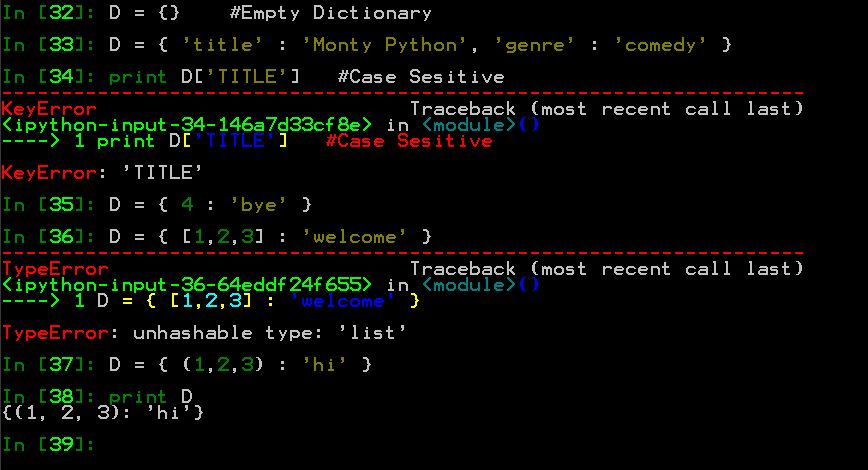 In [32]: D = {}    #Empty Dictionary
In [33]: D = { 'title' : 'Monty Python', 'genre' : 'comedy' }
In [34]: print D['TITLE']   #Case Sesitive
--------------------------------------------------------------------------------
KeyError                                  Traceback (most recent call last)
<ipython-input-34-146a7d33cf8e> in <module>()
----> 1 print D['TITLE']   #Case Sesitive
KeyError: 'TITLE'
In [35]: D = { 4 : 'bye' }
In [36]: D = { [1,2,3] : 'welcome' }
--------------------------------------------------------------------------------
TypeError                                 Traceback (most recent call last)
<ipython-input-36-64eddf24f655> in <module>()
----> 1 D = { [1,2,3] : 'welcome' }
TypeError: unhashable type: 'list'
In [37]: D = { (1,2,3) : 'hi' }
In [38]: print D
{(1, 2, 3): 'hi'}
In [39]: